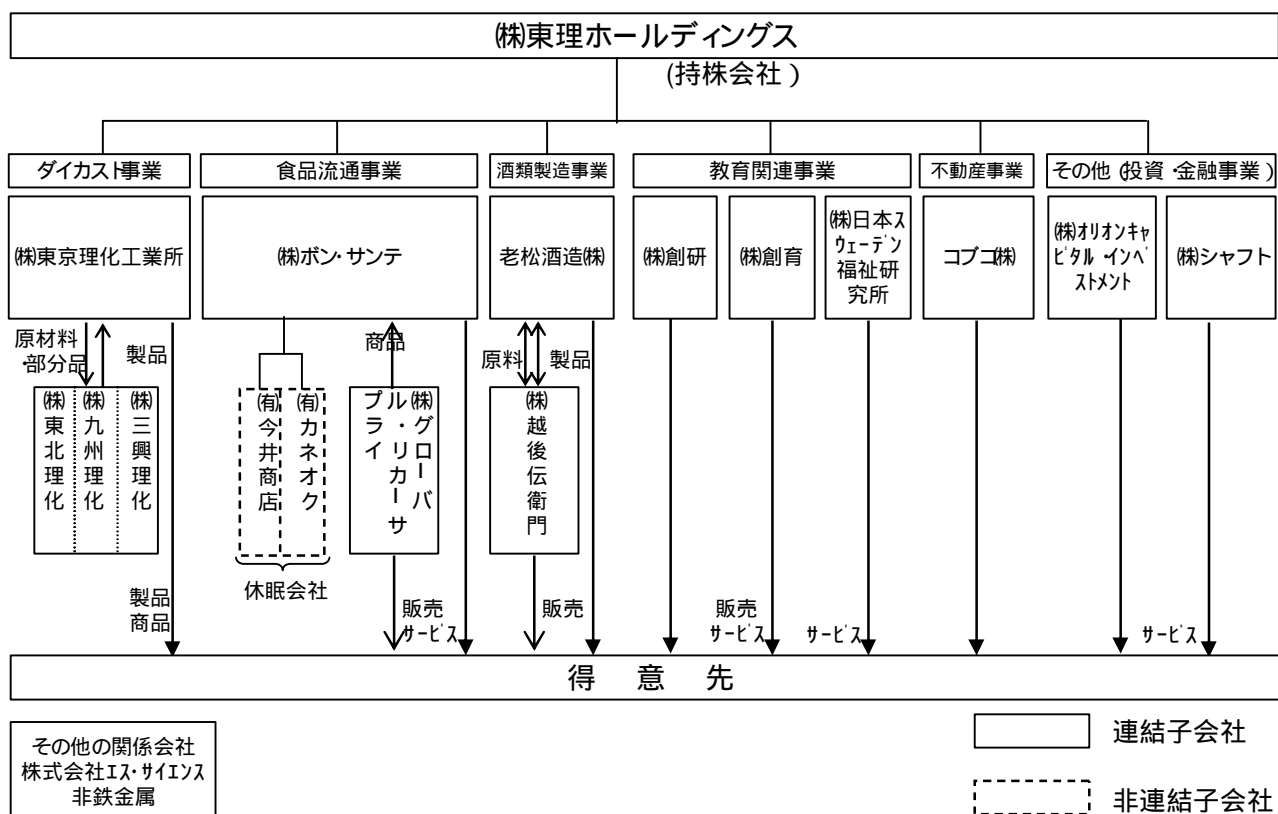 ㈱東理ホールディングス
(持株会社)
ダイカスト事業
食品流通事業
酒類製造事業
教育関連事業
不動産事業
その他(投資・金融事業)
㈱東京理化工業所
㈱ボン・サンテ
老松酒造㈱
㈱創研
㈱創育
㈱日本ス
ウェーデン
福祉研
究所
コブコ㈱
㈱オリオンキャ
ピタル・インベ
ストメント
㈱シャフト
原材料
・部分品
製品
商品
原料
製品
㈱東北理化
㈱九州理化
㈱三興理化
㈲今井商店
㈲カネオク
㈱グローバ
ル・リカーサ
プライ
㈱越後伝衛門
休眠会社
製品
商品
販売
サービス
販売
販売
サービス
サービス
サービス
得意先
その他の関係会社
株式会社エス・サイエンス
非鉄金属
連結子会社
非連結子会社